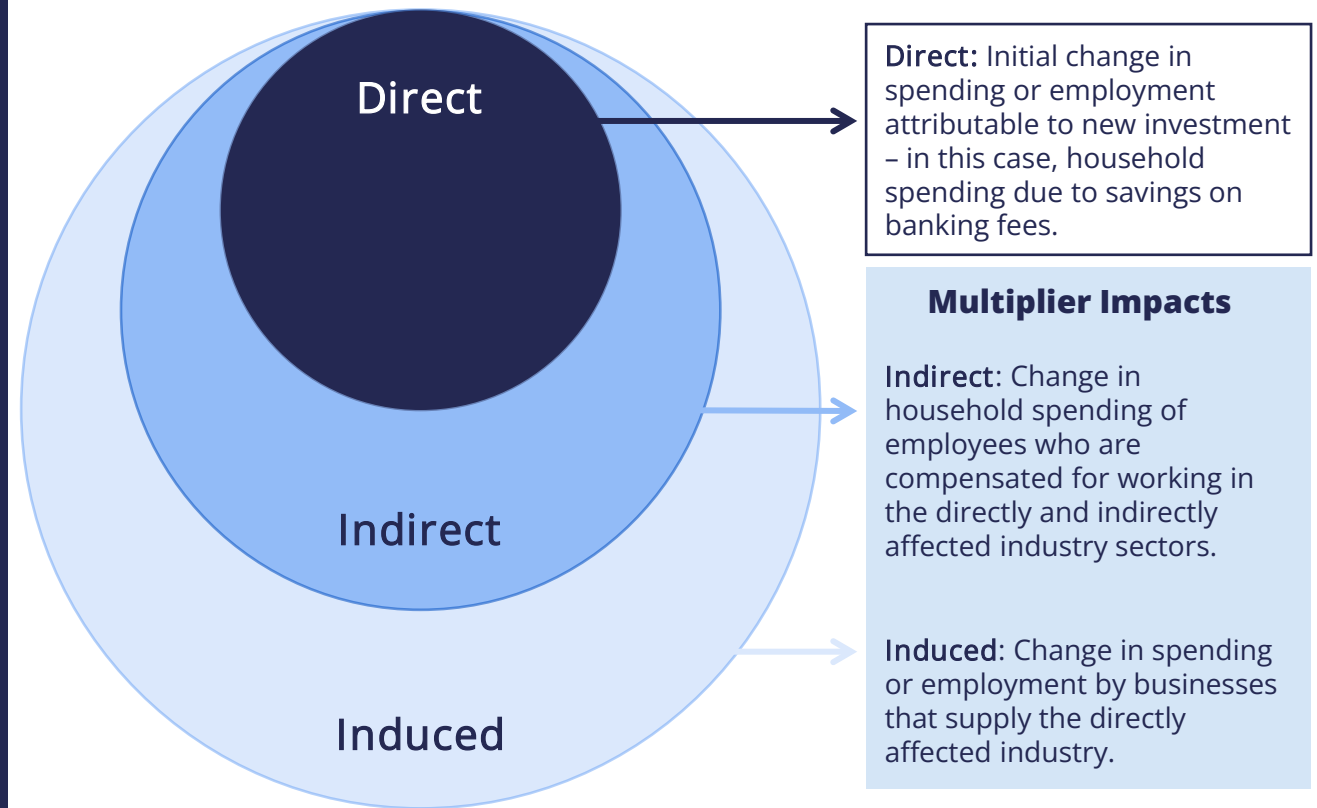 Direct
Indirect
Induced
Direct: Initial change in
spending or employment
attributable to new investment
– in this case, household
spending due to savings on
banking fees.
Multiplier Impacts
Indirect: Change in
household spending of
employees who are
compensated for working in
the directly and indirectly
affected industry sectors.
Induced: Change in spending
or employment by businesses
that supply the directly
affected industry.